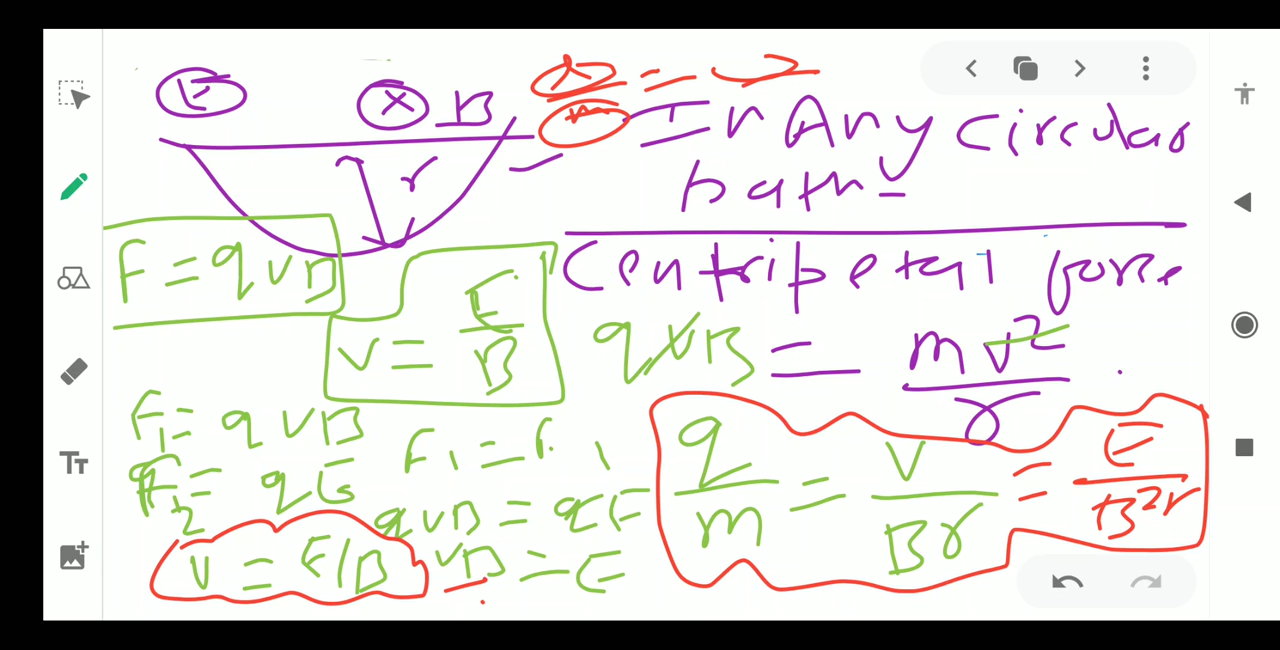 E X B
r
In Any circular
path =
F = qvB
Centripetal force
v = E/B
qvB = mv²/r
F₁ = qvB
F₂ = qE
F₁ = F
qvB = qE
vB = E
v = E/B
q/m = v/Br = E/B²r
Tt